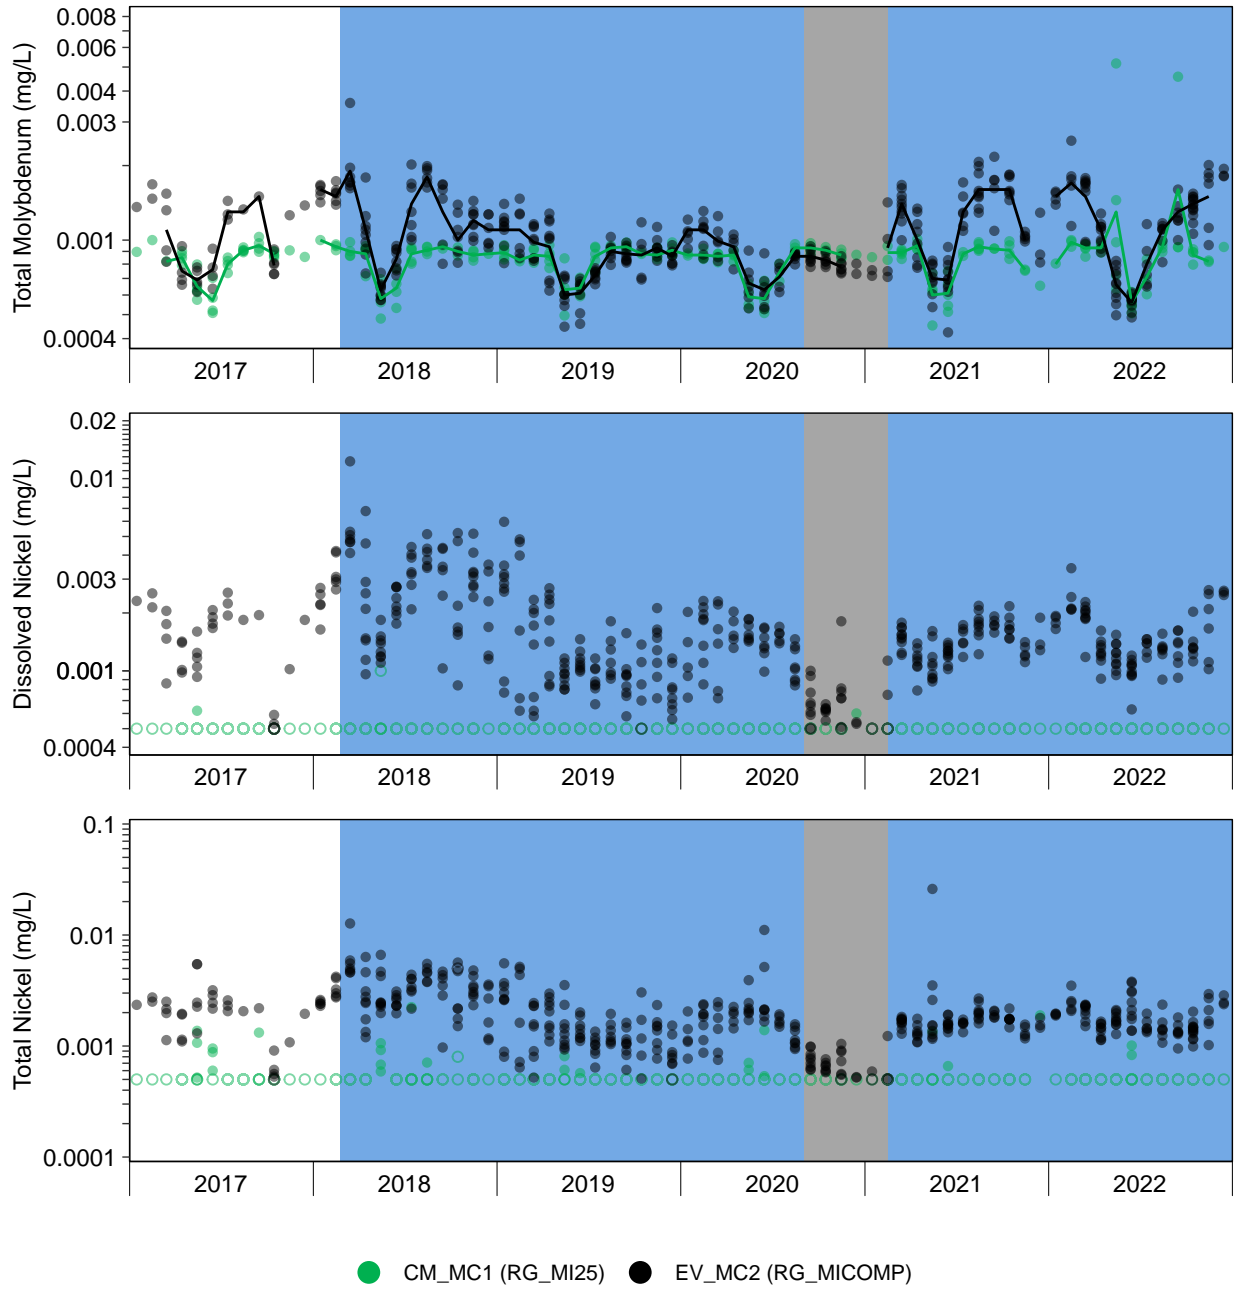 Total Molybdenum (mg/L)
0.008
0.006
0.004
0.003
0.001
0.0004
2017 2018 2019 2020 2021 2022
Dissolved Nickel (mg/L)
0.02
0.01
0.003
0.001
0.0004
2017 2018 2019 2020 2021 2022
Total Nickel (mg/L)
0.1
0.01
0.001
0.0001
2017 2018 2019 2020 2021 2022
CM_MC1 (RG_MI25) EV_MC2 (RG_MICOMP)